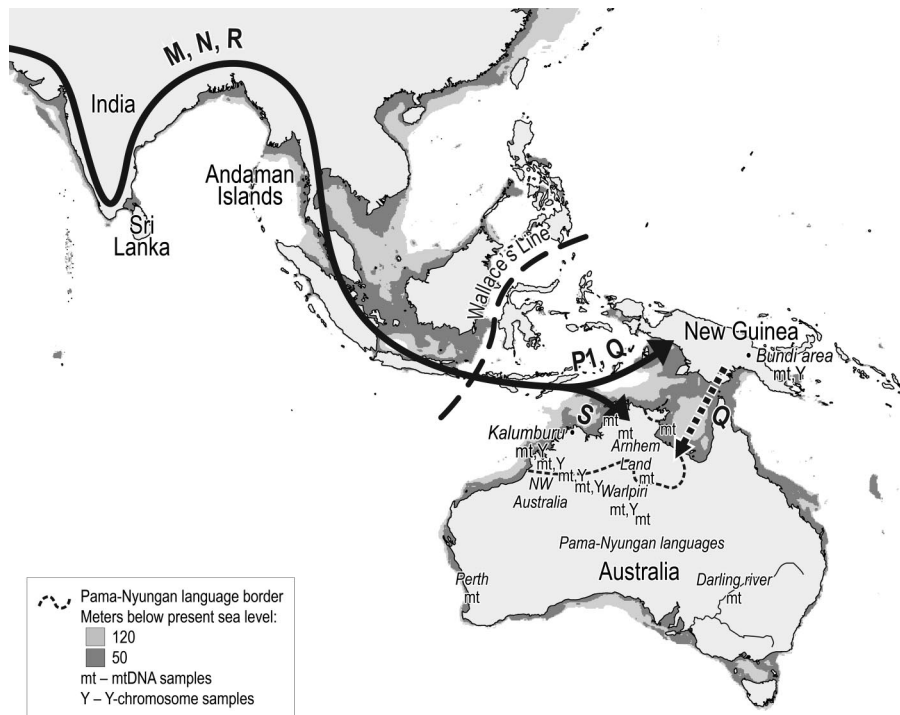 M, N, R
India
Andaman
Islands
Sri
Lanka
Wallace's Line
New Guinea
Bundi area
mt,Y
P1, Q
S
Q
Kalumburu
mt,Y
mt,Y
mt,Y
mt,Y
NW
Australia
mt
mt
mt
Arnhem
Land
mt
Warlpiri
mt,Y
mt
Pama-Nyungan languages
Australia
Perth
mt
Darling river
mt
Pama-Nyungan language border
Meters below present sea level:
120
50
mt – mtDNA samples
Y – Y-chromosome samples